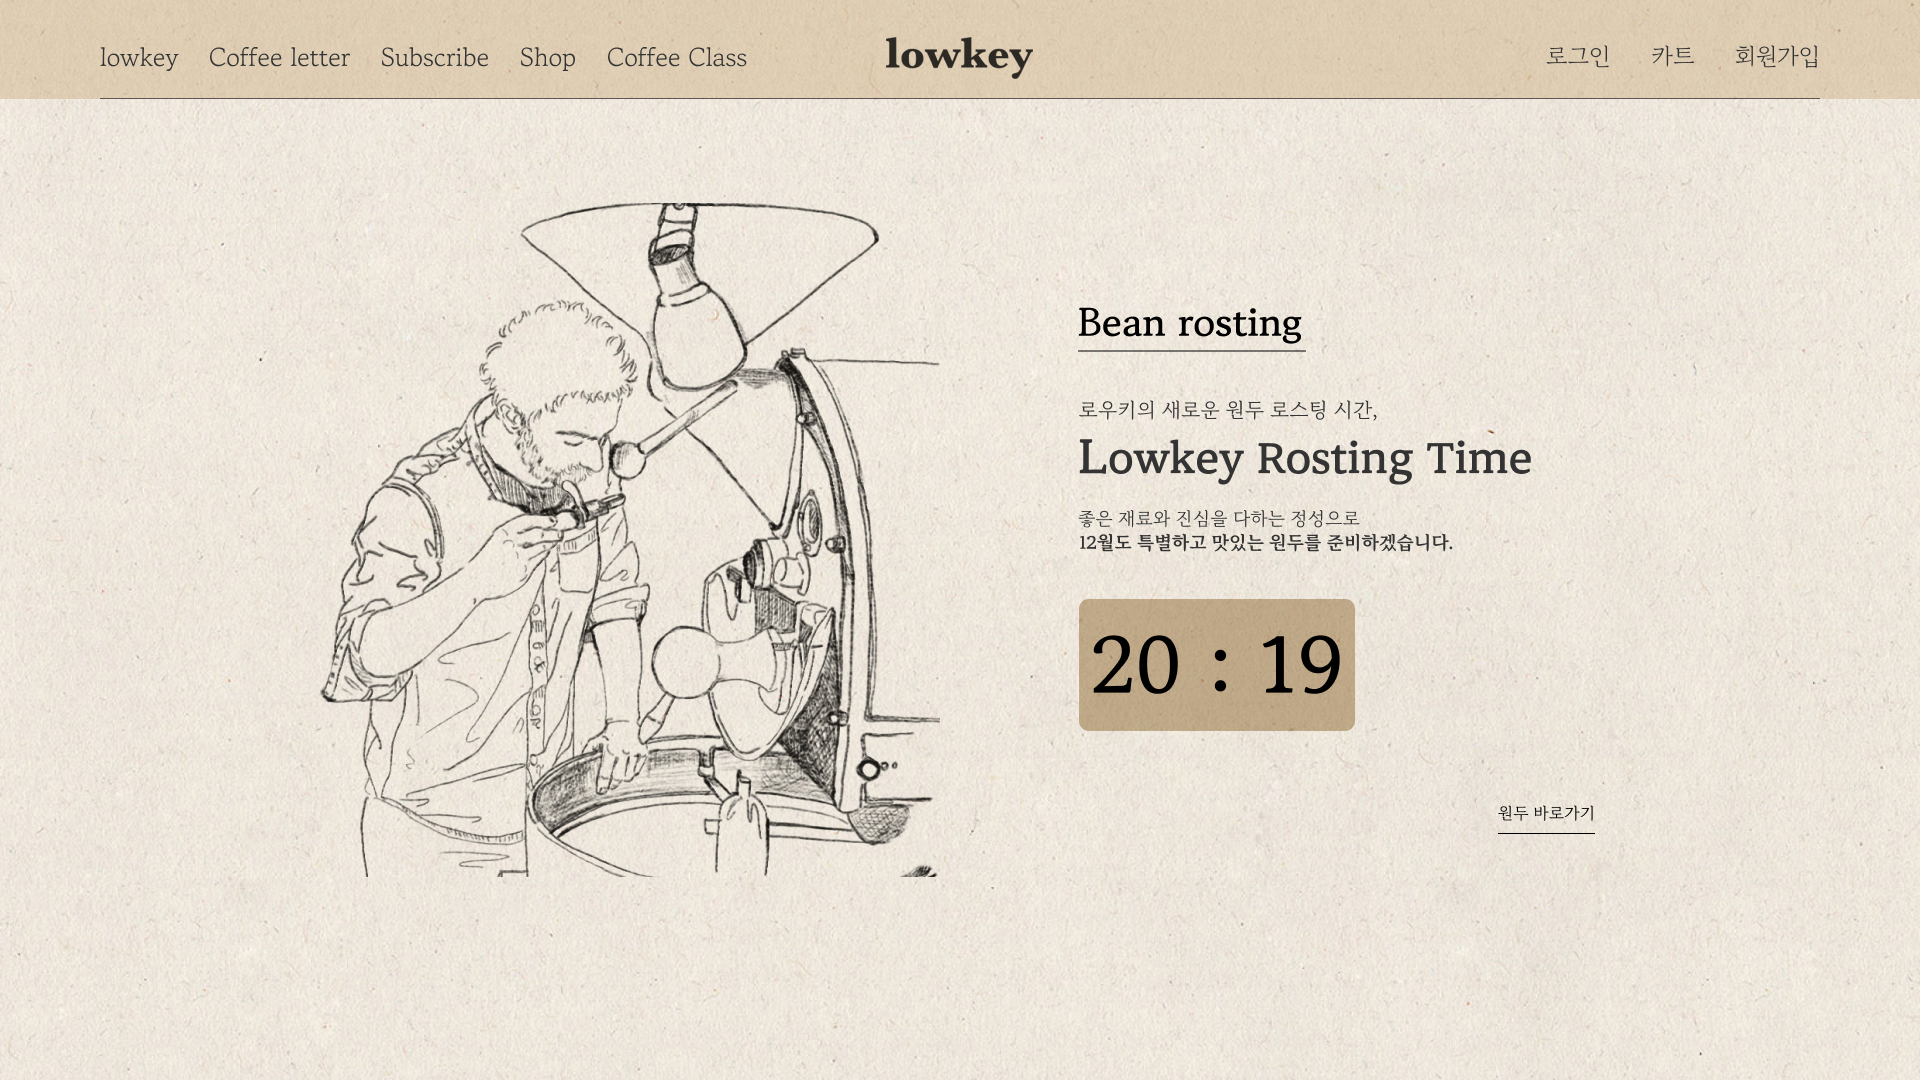 lowkey Coffee letter Subscribe Shop Coffee Class
lowkey
로그인 카트 회원가입
Bean rosting
로우키의 새로운 원두 로스팅 시간,
Lowkey Rosting Time
좋은 재료와 진심을 다하는 정성으로
12월도 특별하고 맛있는 원두를 준비하겠습니다.
20 : 19
원두 바로가기